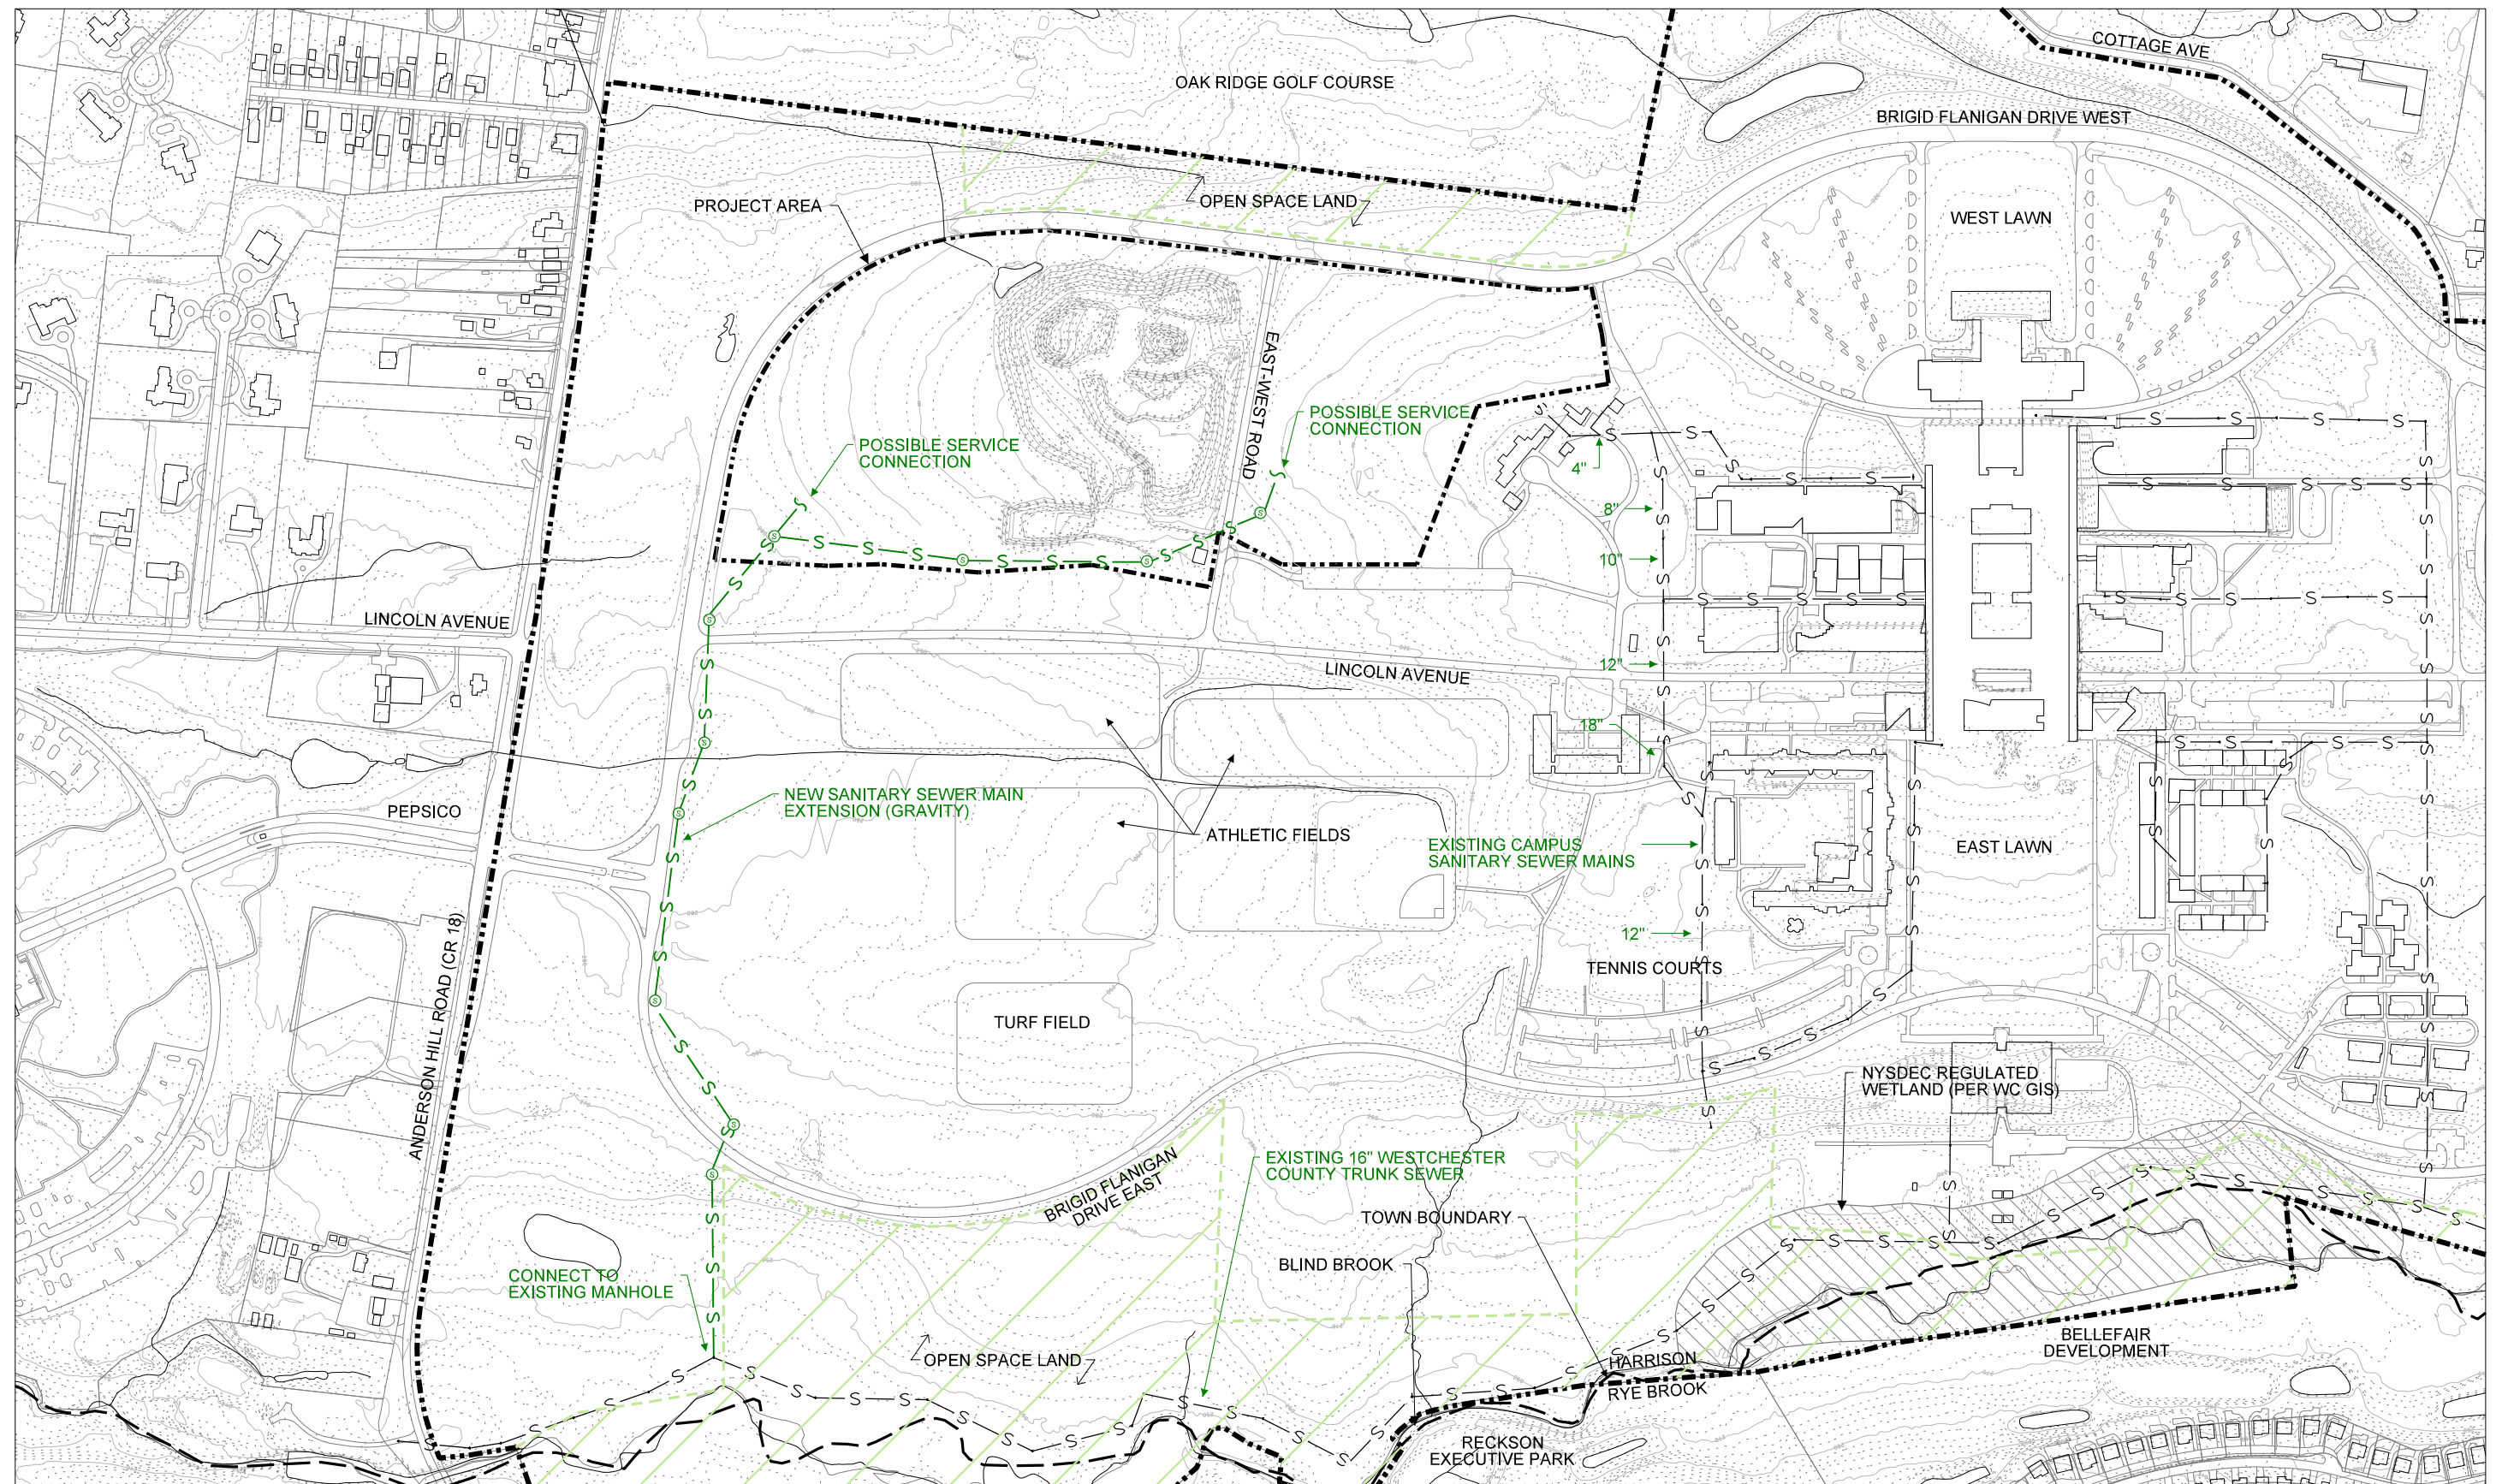 COTTAGE AVE
OAK RIDGE GOLF COURSE
BRIGID FLANIGAN DRIVE WEST
PROJECT AREA
OPEN SPACE LAND
WEST LAWN
EAST-WEST ROAD
POSSIBLE SERVICE
CONNECTION
POSSIBLE SERVICE
CONNECTION
4"
8"
10"
LINCOLN AVENUE
12"
LINCOLN AVENUE
18"
NEW SANITARY SEWER MAIN
EXTENSION (GRAVITY)
PEPSICO
ATHLETIC FIELDS
EXISTING CAMPUS
SANITARY SEWER MAINS
EAST LAWN
12"
TENNIS COURTS
ANDERSON HILL ROAD (CR 18)
TURF FIELD
NYSDEC REGULATED
WETLAND (PER WC GIS)
BRIGID FLANIGAN
DRIVE EAST
EXISTING 16" WESTCHESTER
COUNTY TRUNK SEWER
TOWN BOUNDARY
BLIND BROOK
CONNECT TO
EXISTING MANHOLE
OPEN SPACE LAND
HARRISON
RYE BROOK
BELLEFAIR
DEVELOPMENT
RECKSON
EXECUTIVE PARK